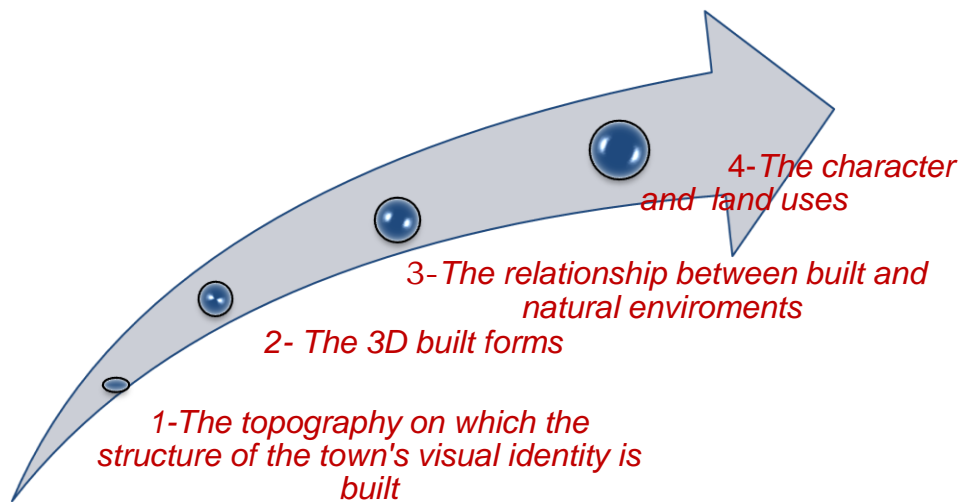 4-The character
and land uses
3-The relationship between built and
natural enviroments
2- The 3D built forms
1-The topography on which the
structure of the town's visual identity is
built